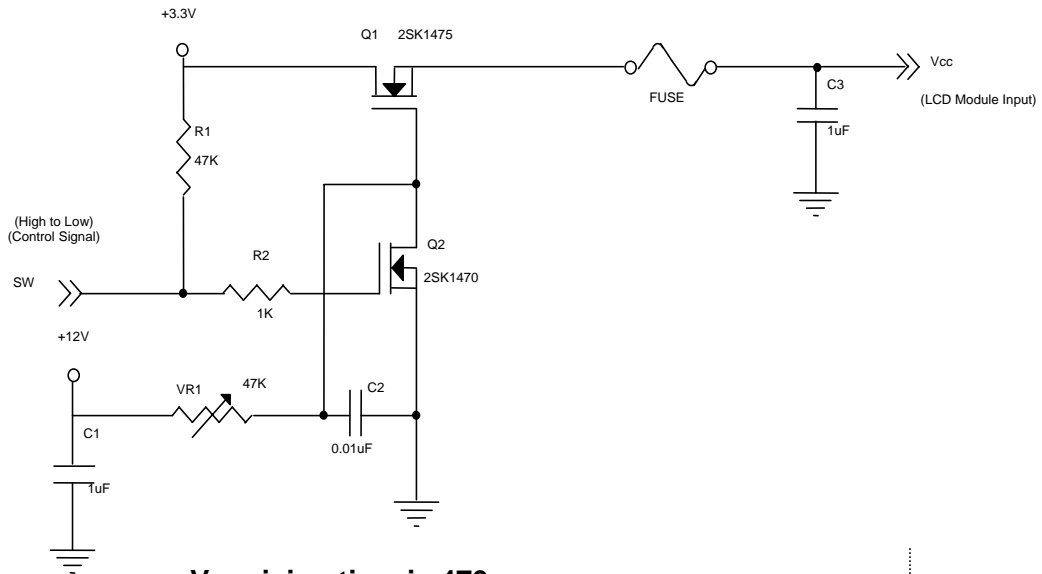 +3.3V
Q1 2SK1475
Vcc
FUSE
C3
(LCD Module Input)
1uF
R1
47K
(High to Low)
(Control Signal)
R2
Q2
SW
2SK1470
1K
+12V
VR1
47K
C2
C1
0.01uF
1uF